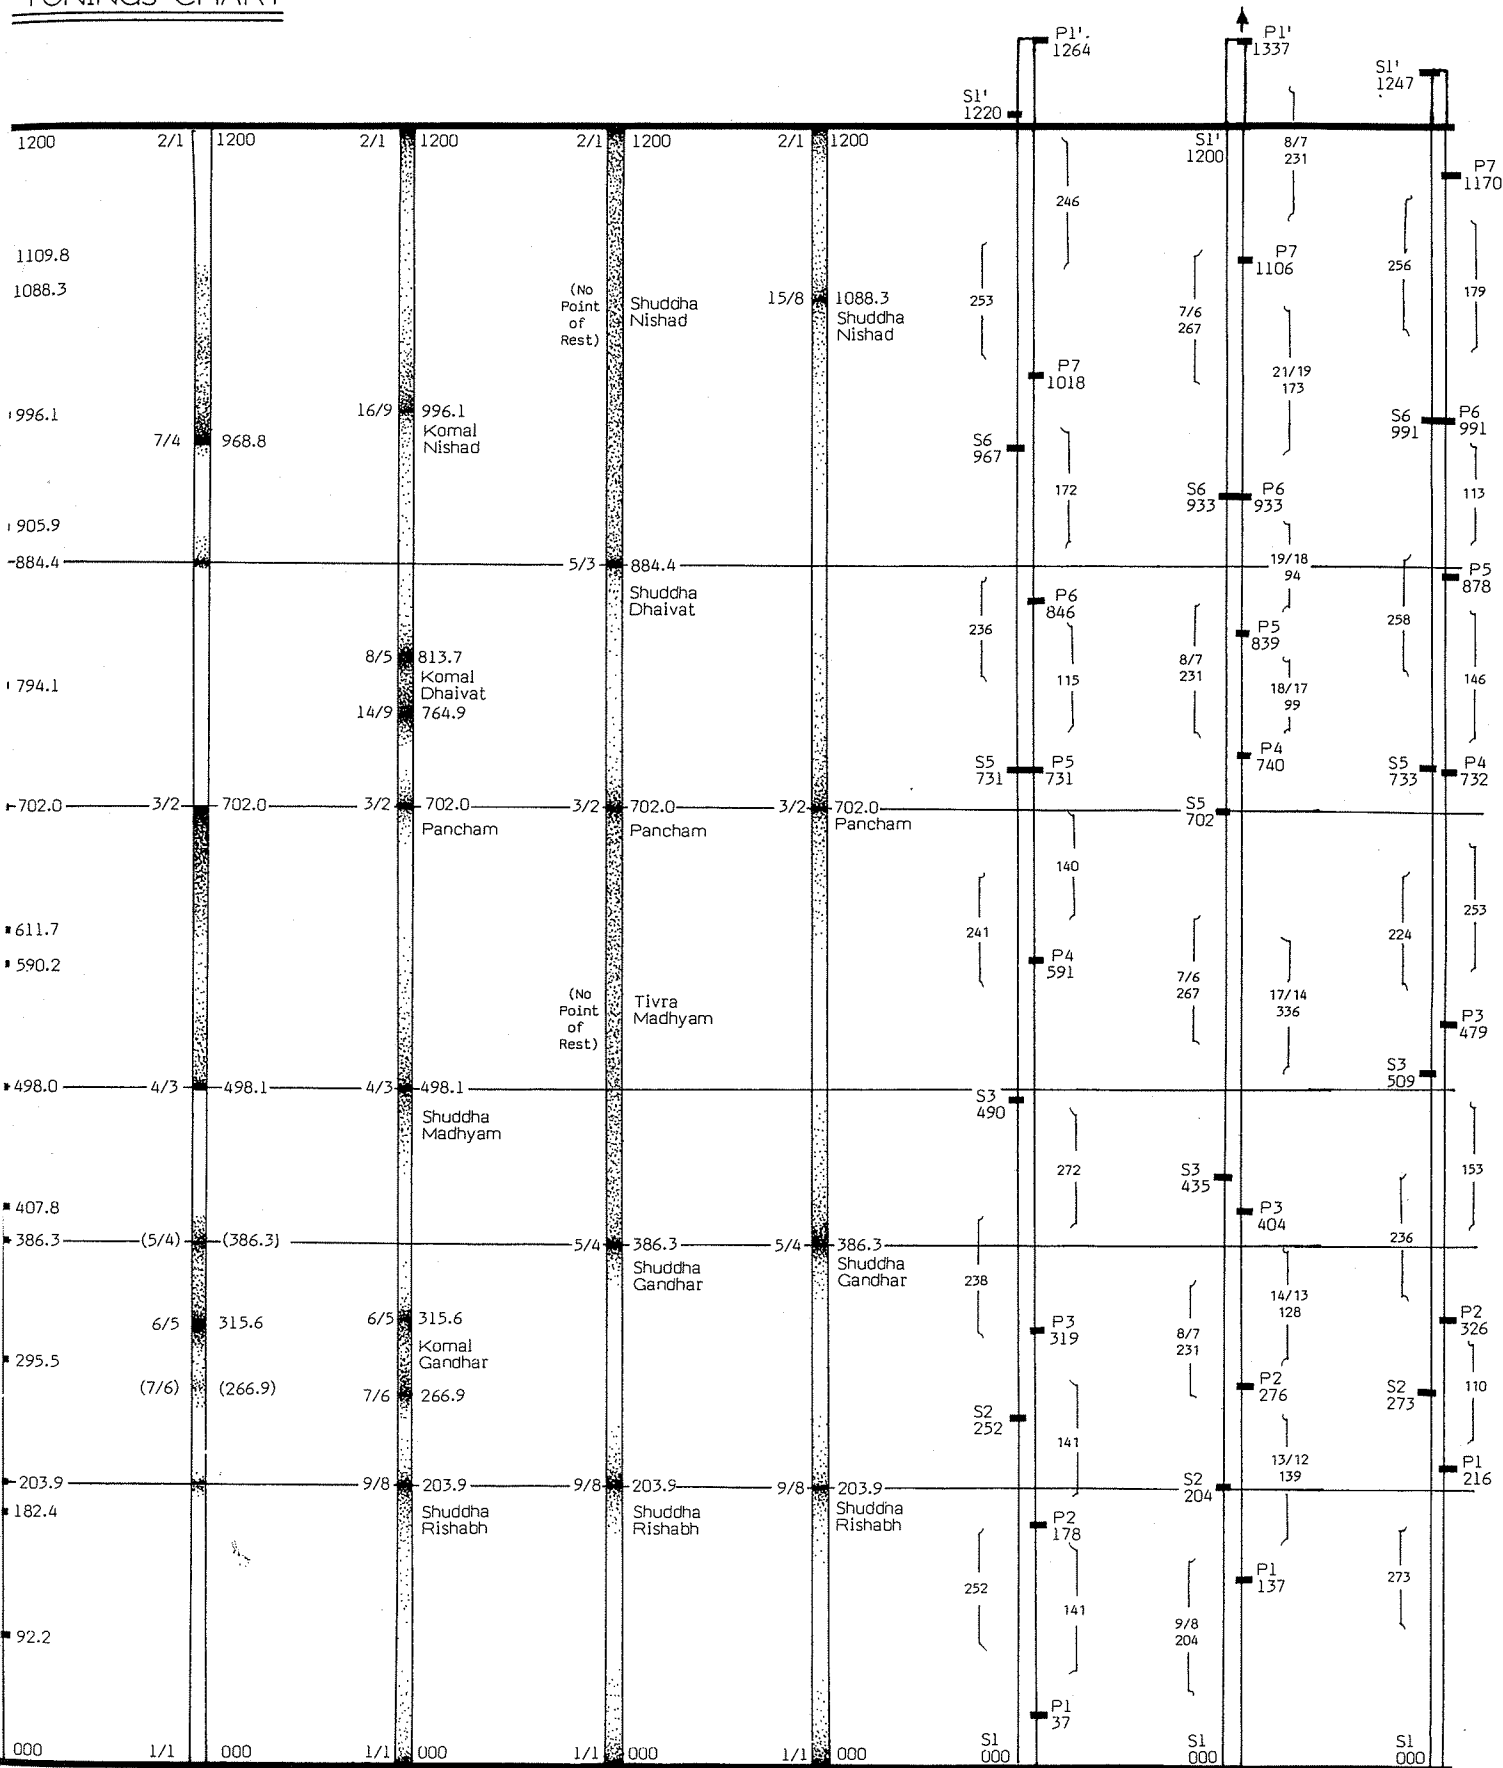 TUNINGS CHART
1200
1109.8
1088.3
996.1
905.9
884.4
794.1
702.0
611.7
590.2
498.0
407.8
386.3
295.5
203.9
182.4
92.2
000
2/1 1200
7/4 968.8
3/2 702.0
4/3 498.1
(5/4) (386.3)
6/5 315.6
(7/6) (266.9)
1/1 000
2/1 1200
16/9 996.1
Komal
Nishad
8/5 813.7
Komal
Dhaivat
14/9 764.9
3/2 702.0
Pancham
4/3 498.1
Shuddha
Madhyam
6/5 315.6
Komal
Gandhar
7/6 266.9
9/8 203.9
Shuddha
Rishabh
1/1 000
2/1 1200
(No
Point
of
Rest)
Shuddha
Nishad
5/3 884.4
Shuddha
Dhaivat
3/2 702.0
Pancham
(No
Point
of
Rest)
Tivra
Madhyam
5/4 386.3
Shuddha
Gandhar
9/8 203.9
Shuddha
Rishabh
1/1 000
2/1 1200
15/8 1088.3
Shuddha
Nishad
3/2 702.0
Pancham
5/4 386.3
Shuddha
Gandhar
9/8 203.9
Shuddha
Rishabh
1/1 000
S1'
1220
253
S6
967
236
S5
731
241
S3
490
238
S2
252
252
S1
000
P1'
1264
246
P7
1018
172
P6
846
115
P5
731
140
P4
591
272
P3
319
141
P2
178
141
P1
37
S1'
1200
7/6
267
S6
933
8/7
231
S5
702
7/6
267
S3
435
8/7
231
S2
204
9/8
204
S1
000
P1'
1337
8/7
231
P7
1106
21/19
173
P6
933
19/18
94
P5
839
18/17
99
P4
740
17/14
336
P3
404
14/13
128
P2
276
13/12
139
P1
137
S1'
1247
256
S6
991
258
S5
733
224
S3
509
236
S2
273
273
S1
000
P7
1170
179
P6
991
113
P5
878
146
P4
732
253
P3
479
153
P2
326
110
P1
216